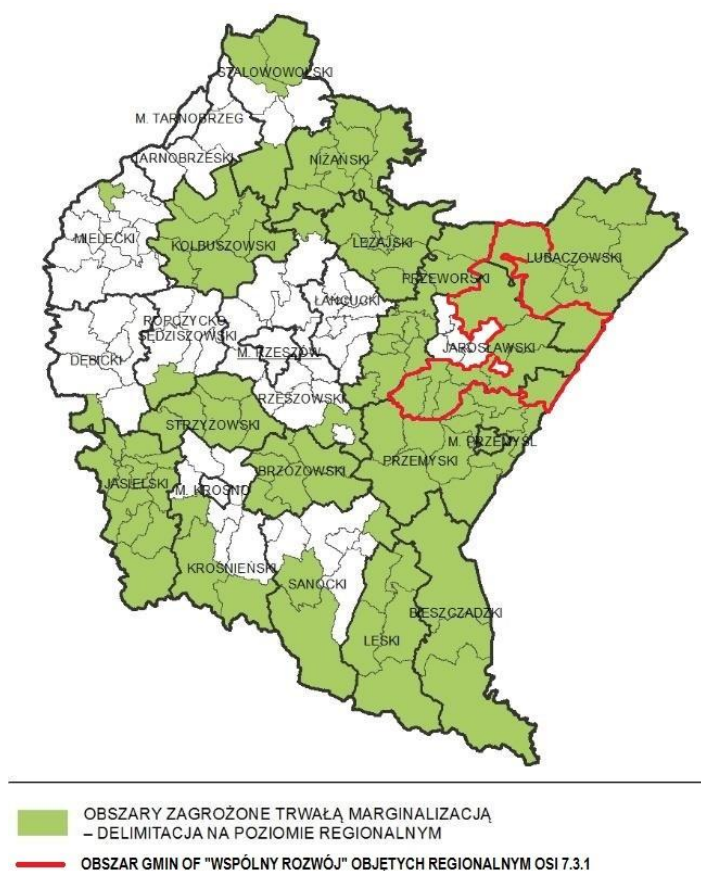 STALOWOWOLSKI
M. TARNOBRZEG
TARNOBRZESKI
NIŻAŃSKI
MIELECKI
KOLBUSZOWSKI
LEŻAJSKI
LUBACZOWSKI
PRZEWORSKI
ŁAŃCUCKI
ROPCZYCKO
SĘDZISZOWSKI
JAROSŁAWSKI
DĘBICKI
M. RZESZÓW
RZESZOWSKI
STRZYŻOWSKI
M. PRZEMYŚL
PRZEMYSKI
BRZOZOWSKI
JASIELSKI
M. KROSNO
KROŚNIEŃSKI
SANOCKI
BIESZCZADZKI
LESKI
OBSZARY ZAGROŻONE TRWAŁĄ MARGINALIZACJĄ
– DELIMITACJA NA POZIOMIE REGIONALNYM
OBSZAR GMIN OF "WSPÓLNY ROZWÓJ" OBJĘTYCH REGIONALNYM OSI 7.3.1